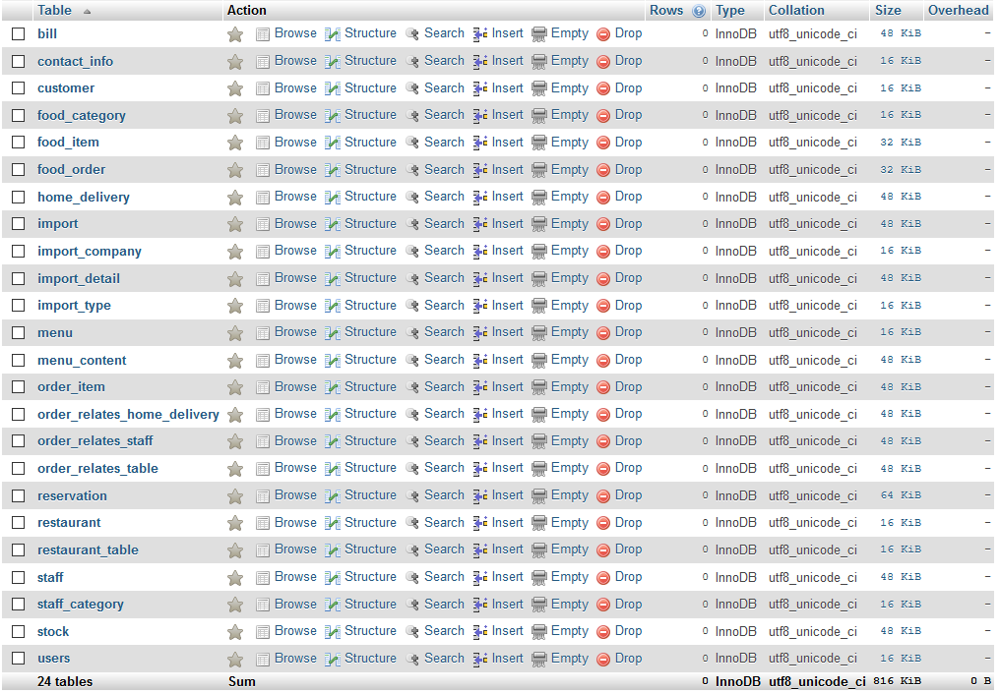 Table Action Rows Type Collation Size Overhead
bill Browse Structure Search Insert Empty Drop 0 InnoDB utf8_unicode_ci 48 KiB -
contact_info Browse Structure Search Insert Empty Drop 0 InnoDB utf8_unicode_ci 16 KiB -
customer Browse Structure Search Insert Empty Drop 0 InnoDB utf8_unicode_ci 16 KiB -
food_category Browse Structure Search Insert Empty Drop 0 InnoDB utf8_unicode_ci 16 KiB -
food_item Browse Structure Search Insert Empty Drop 0 InnoDB utf8_unicode_ci 32 KiB -
food_order Browse Structure Search Insert Empty Drop 0 InnoDB utf8_unicode_ci 32 KiB -
home_delivery Browse Structure Search Insert Empty Drop 0 InnoDB utf8_unicode_ci 48 KiB -
import Browse Structure Search Insert Empty Drop 0 InnoDB utf8_unicode_ci 48 KiB -
import_company Browse Structure Search Insert Empty Drop 0 InnoDB utf8_unicode_ci 16 KiB -
import_detail Browse Structure Search Insert Empty Drop 0 InnoDB utf8_unicode_ci 48 KiB -
import_type Browse Structure Search Insert Empty Drop 0 InnoDB utf8_unicode_ci 16 KiB -
menu Browse Structure Search Insert Empty Drop 0 InnoDB utf8_unicode_ci 16 KiB -
menu_content Browse Structure Search Insert Empty Drop 0 InnoDB utf8_unicode_ci 48 KiB -
order_item Browse Structure Search Insert Empty Drop 0 InnoDB utf8_unicode_ci 48 KiB -
order_relates_home_delivery Browse Structure Search Insert Empty Drop 0 InnoDB utf8_unicode_ci 48 KiB -
order_relates_staff Browse Structure Search Insert Empty Drop 0 InnoDB utf8_unicode_ci 48 KiB -
order_relates_table Browse Structure Search Insert Empty Drop 0 InnoDB utf8_unicode_ci 48 KiB -
reservation Browse Structure Search Insert Empty Drop 0 InnoDB utf8_unicode_ci 64 KiB -
restaurant Browse Structure Search Insert Empty Drop 0 InnoDB utf8_unicode_ci 16 KiB -
restaurant_table Browse Structure Search Insert Empty Drop 0 InnoDB utf8_unicode_ci 16 KiB -
staff Browse Structure Search Insert Empty Drop 0 InnoDB utf8_unicode_ci 48 KiB -
staff_category Browse Structure Search Insert Empty Drop 0 InnoDB utf8_unicode_ci 16 KiB -
stock Browse Structure Search Insert Empty Drop 0 InnoDB utf8_unicode_ci 48 KiB -
users Browse Structure Search Insert Empty Drop 0 InnoDB utf8_unicode_ci 16 KiB -
24 tables Sum 0 InnoDB utf8_unicode_ci 816 KiB 0 B